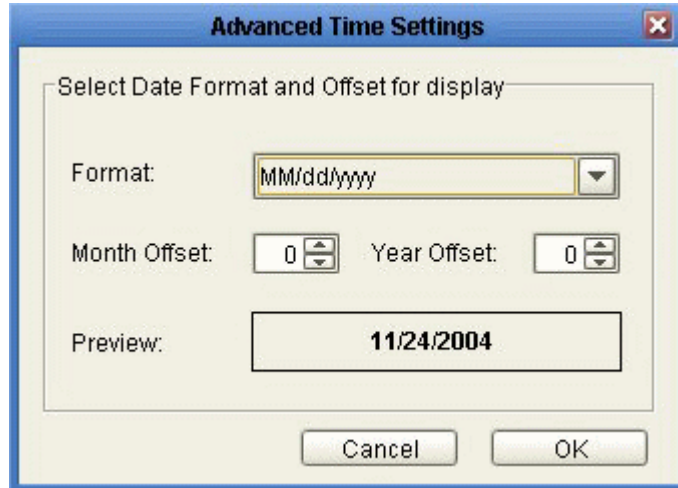 Advanced Time Settings
Select Date Format and Offset for display
Format: MM/dd/yyyy
Month Offset: 0 Year Offset: 0
Preview: 11/24/2004
Cancel OK